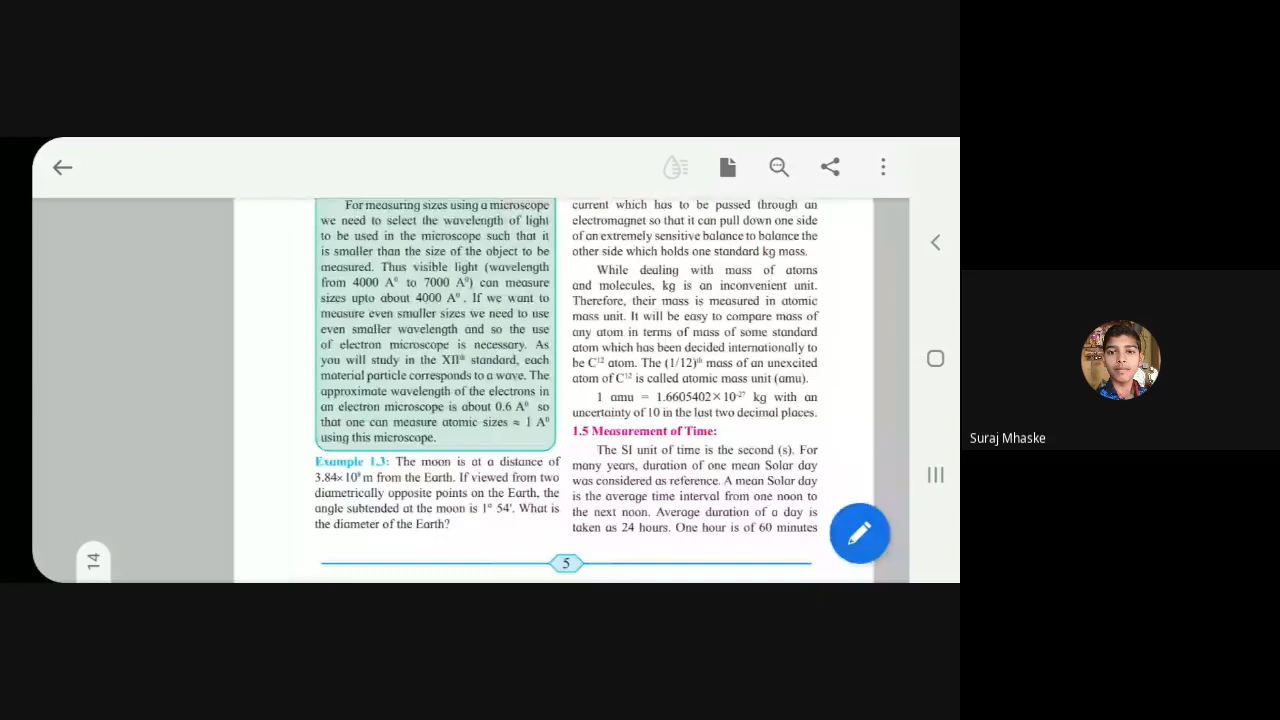 For measuring sizes using a microscope
we need to select the wavelength of light
to be used in the microscope such that it
is smaller than the size of the object to be
measured. Thus visible light (wavelength
from 4000 A⁰ to 7000 A⁰) can measure
sizes upto about 4000 A⁰. If we want to
measure even smaller sizes we need to use
even smaller wavelength and so the use
of electron microscope is necessary. As
you will study in the XIIᵗʰ standard, each
material particle corresponds to a wave. The
approximate wavelength of the electrons in
an electron microscope is about 0.6 A⁰ so
that one can measure atomic sizes ≈ 1 A⁰
using this microscope.
Example 1.3: The moon is at a distance of
3.84×10⁸ m from the Earth. If viewed from two
diametrically opposite points on the Earth, the
angle subtended at the moon is 1° 54'. What is
the diameter of the Earth?
current which has to be passed through an
electromagnet so that it can pull down one side
of an extremely sensitive balance to balance the
other side which holds one standard kg mass.
While dealing with mass of atoms
and molecules, kg is an inconvenient unit.
Therefore, their mass is measured in atomic
mass unit. It will be easy to compare mass of
any atom in terms of mass of some standard
atom which has been decided internationally to
be C¹² atom. The (1/12)ᵗʰ mass of an unexcited
atom of C¹² is called atomic mass unit (amu).
1 amu = 1.6605402×10⁻²⁷ kg with an
uncertainty of 10 in the last two decimal places.
1.5 Measurement of Time:
The SI unit of time is the second (s). For
many years, duration of one mean Solar day
was considered as reference. A mean Solar day
is the average time interval from one noon to
the next noon. Average duration of a day is
taken as 24 hours. One hour is of 60 minutes
5
14
Suraj Mhaske